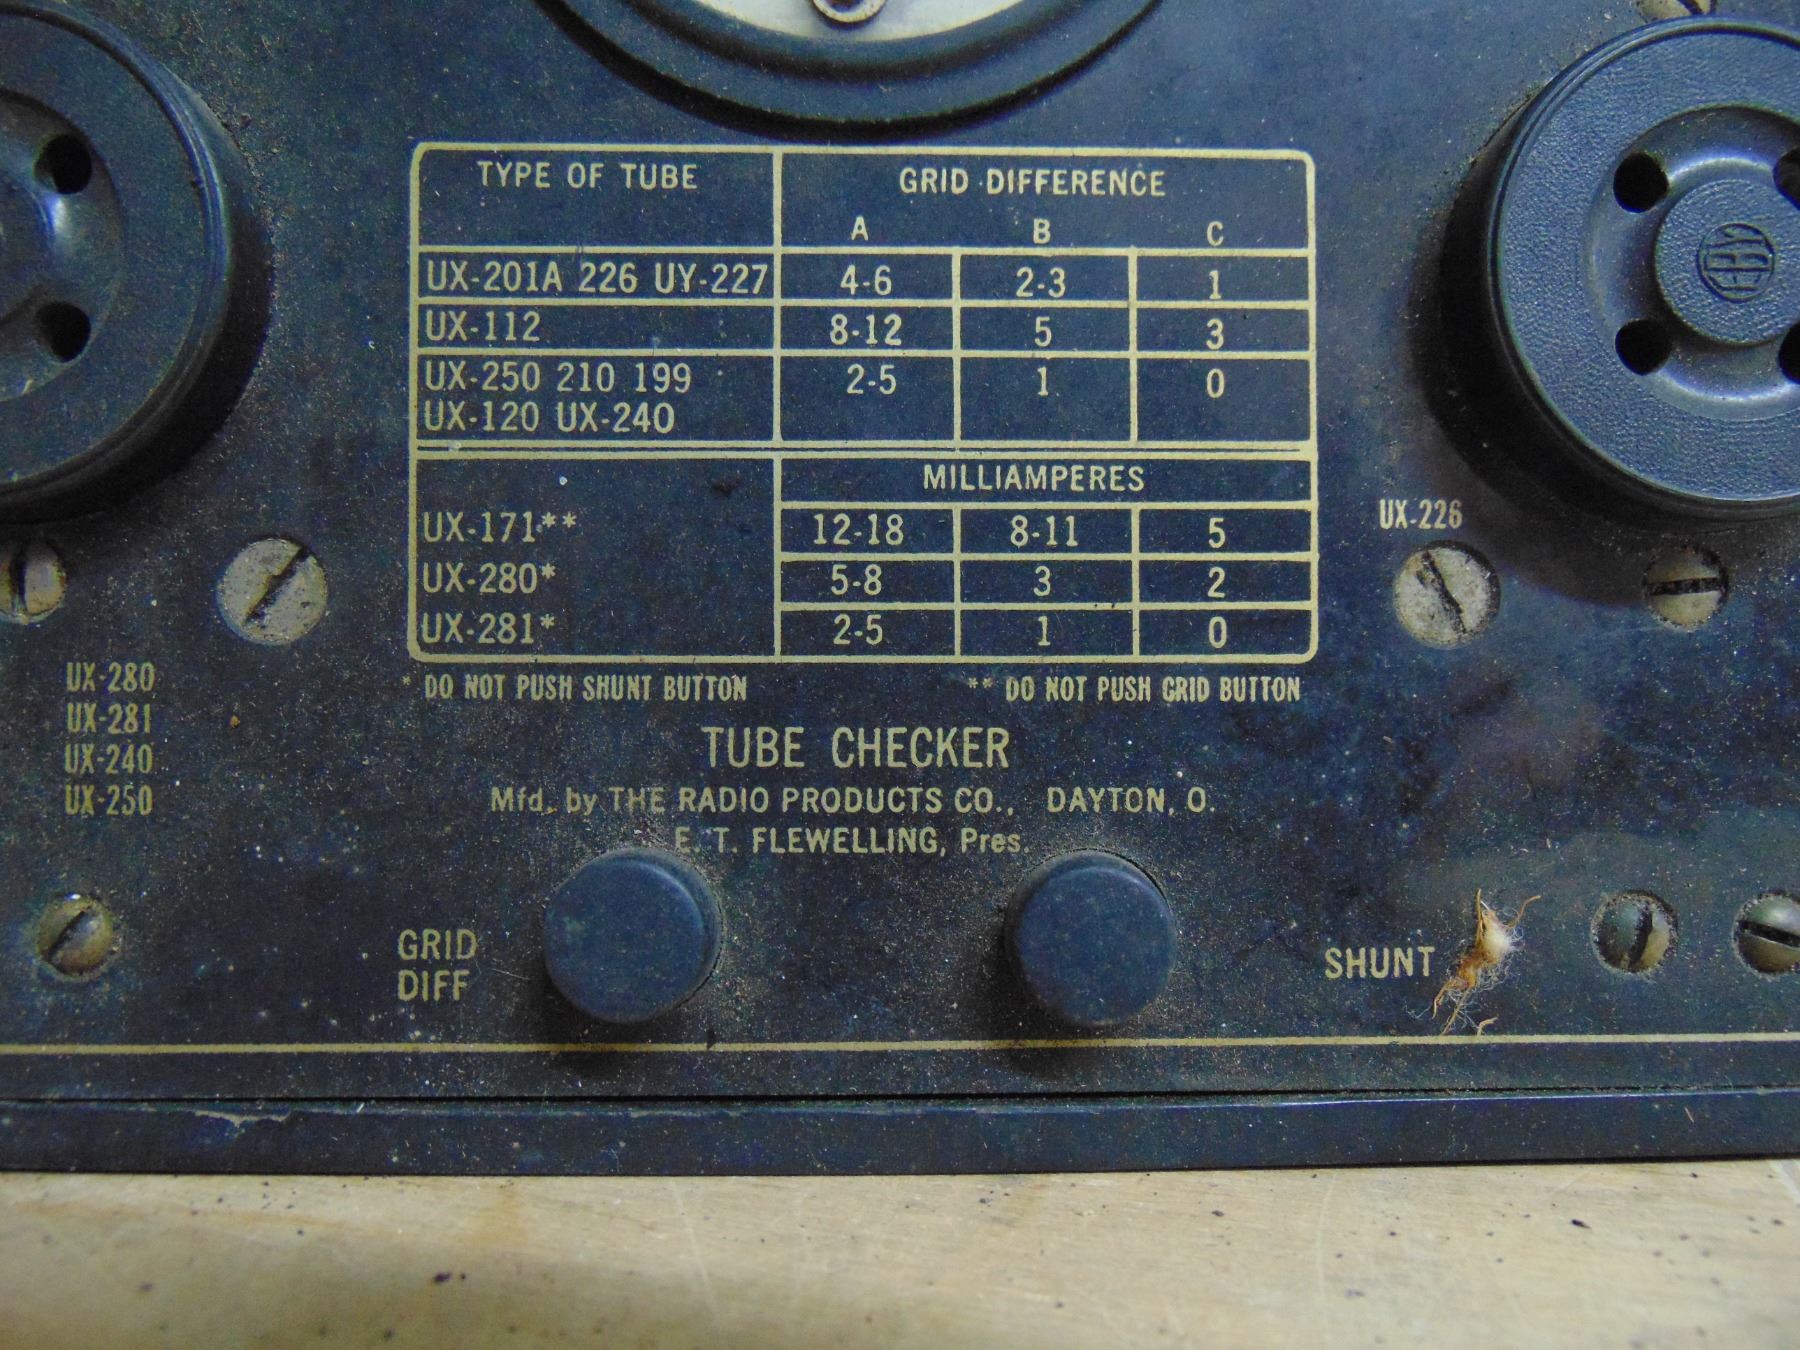 TYPE OF TUBE GRID DIFFERENCE
A B C
UX-201A 226 UY-227 4-6 2-3 1
UX-112 8-12 5 3
UX-250 210 199 2-5 1 0
UX-120 UX-240
MILLIAMPERES
UX-171** 12-18 8-11 5
UX-280* 5-8 3 2
UX-281* 2-5 1 0
* DO NOT PUSH SHUNT BUTTON ** DO NOT PUSH GRID BUTTON
UX-226
UX-280
UX-281
UX-240
UX-250
TUBE CHECKER
Mfd. by THE RADIO PRODUCTS CO., DAYTON, O.
E. T. FLEWELLING, Pres.
GRID
DIFF
SHUNT